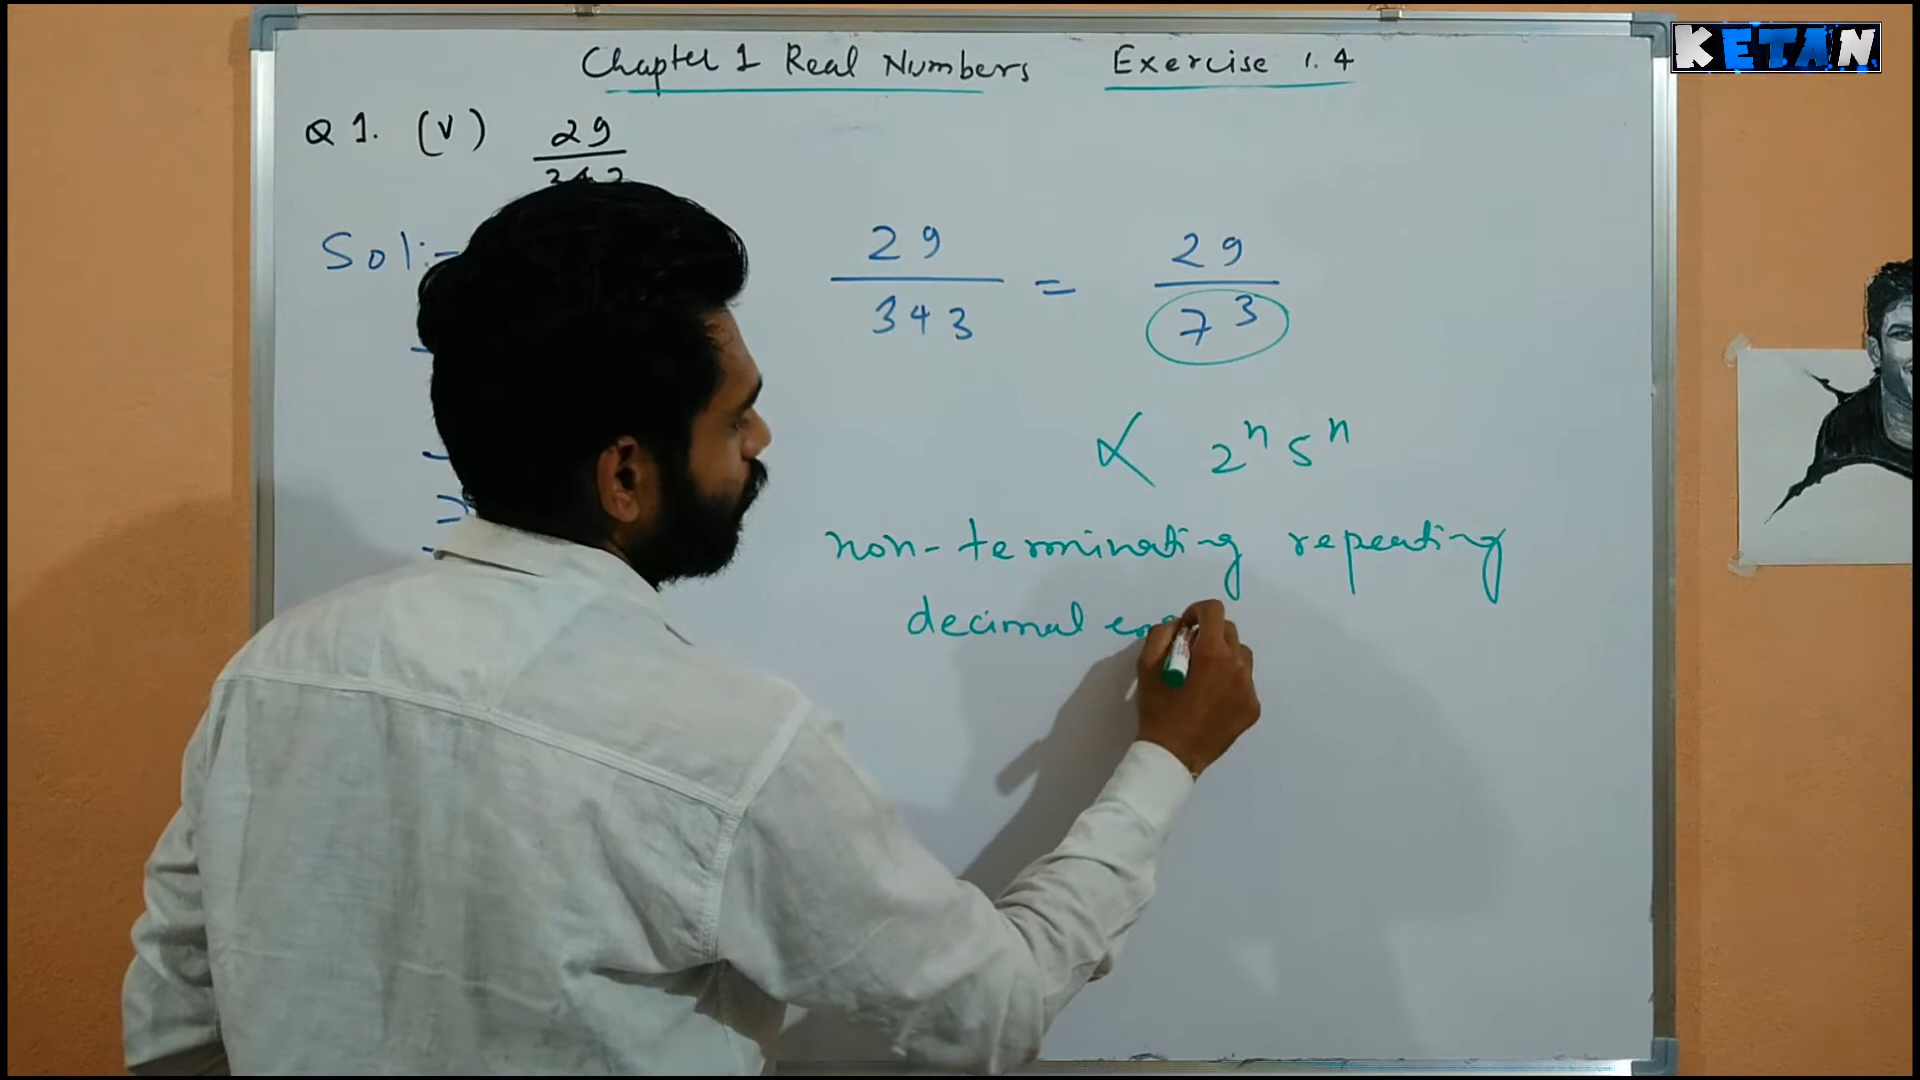 KETAN
Chapter 1 Real Numbers Exercise 1.4
Q 1. (V) 29
Sol:-
29 / 343 = 29 / 7³
2ⁿ 5ⁿ
non-terminating repeating
decimal